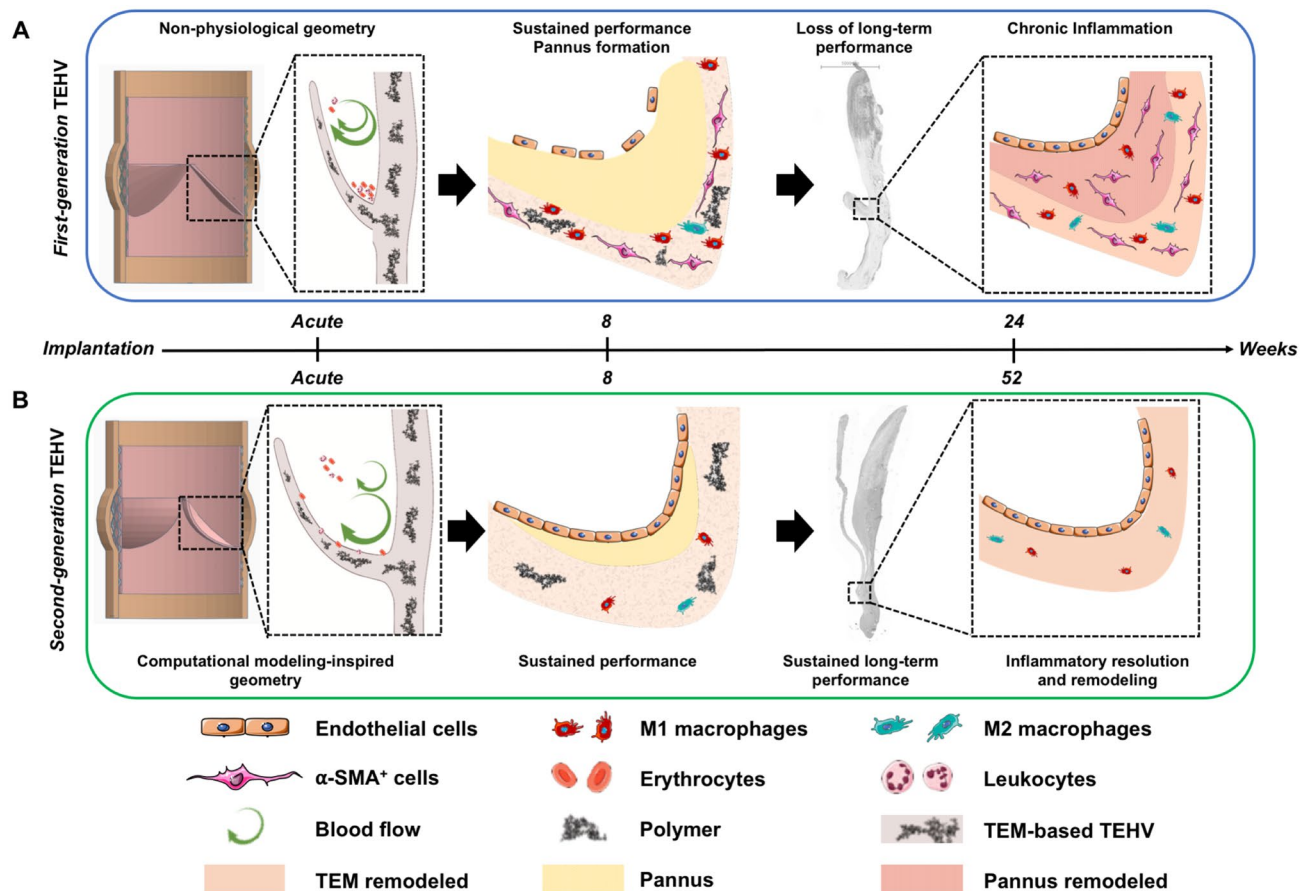 A
First-generation TEHV
Non-physiological geometry
Sustained performance
Pannus formation
Loss of long-term
performance
Chronic Inflammation
Acute
8
24
Implantation
Weeks
Acute
8
52
B
Second-generation TEHV
Computational modeling-inspired
geometry
Sustained performance
Sustained long-term
performance
Inflammatory resolution
and remodeling
Endothelial cells
M1 macrophages
M2 macrophages
α-SMA⁺ cells
Erythrocytes
Leukocytes
Blood flow
Polymer
TEM-based TEHV
TEM remodeled
Pannus
Pannus remodeled